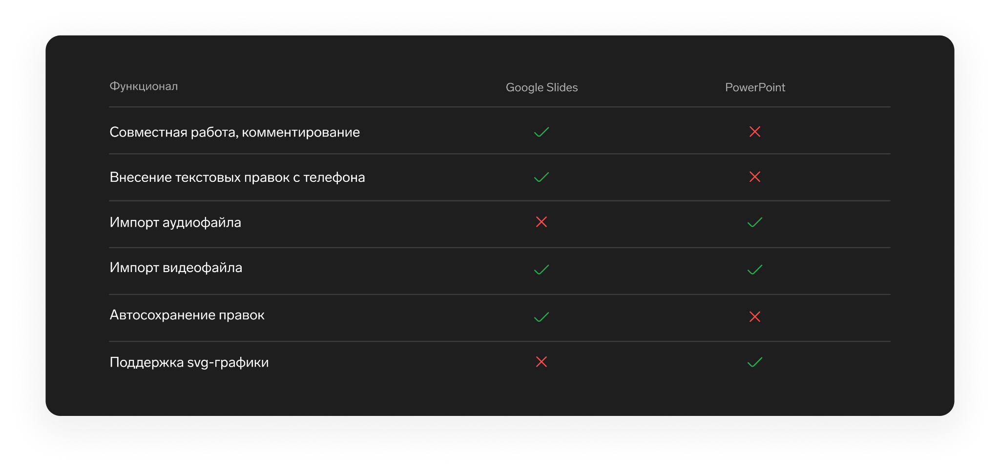 Функционал Google Slides PowerPoint
Совместная работа, комментирование
Внесение текстовых правок с телефона
Импорт аудиофайла
Импорт видеофайла
Автосохранение правок
Поддержка svg-графики